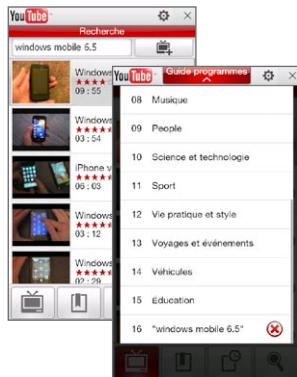 YouTube
Recherche
windows mobile 6.5
Windows
09 : 55
Windows
03 : 54
iPhone v
06 : 03
Windows
03 : 12
Windows
02 : 29
YouTube
Guide programmes
08 Musique
09 People
10 Science et technologie
11 Sport
12 Vie pratique et style
13 Voyages et événements
14 Véhicules
15 Éducation
16 "windows mobile 6.5"